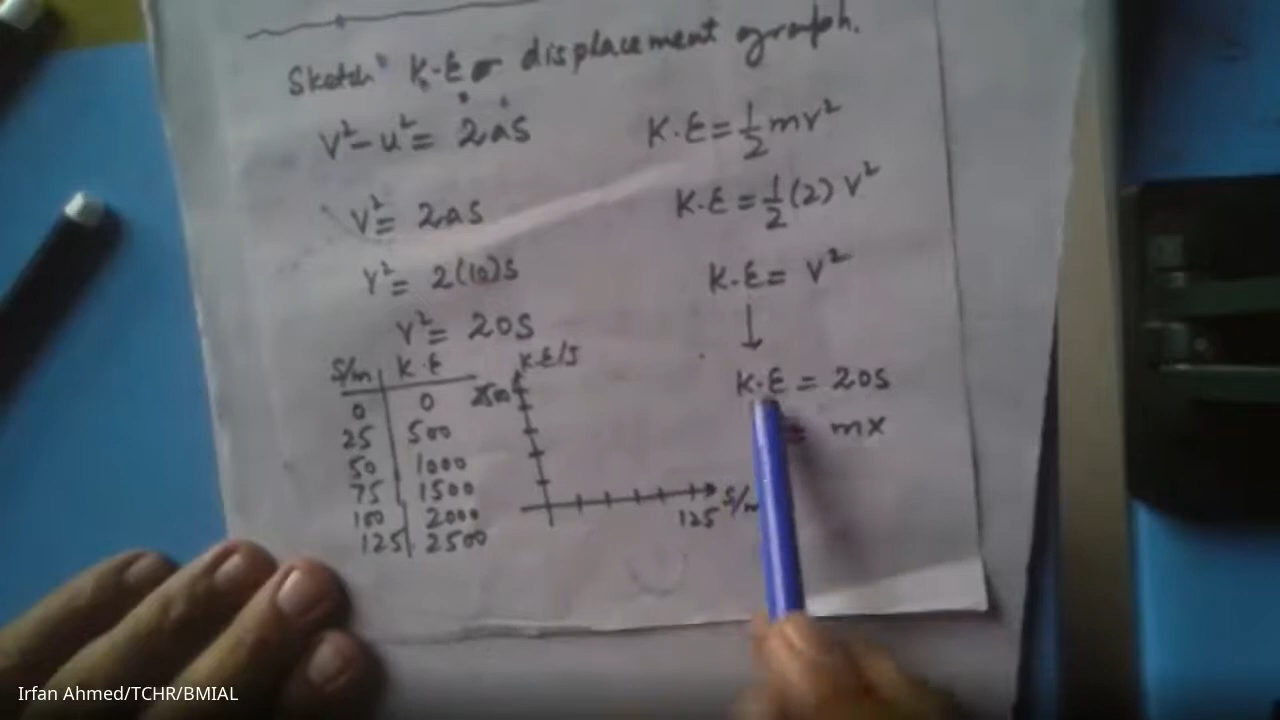 Sketch K.E displacement graph.
V² - u² = 2as
V² = 2as
V² = 2(10)s
V² = 20s
K.E = 1/2 mv²
K.E = 1/2 (2) V²
K.E = V²
↓
K.E = 20s
= mx
S/m | K.E
0 | 0
25 | 500
50 | 1000
75 | 1500
100 | 2000
125 | 2500
K.E/J
125 S/m
Irfan Ahmed/TCHR/BMIAL